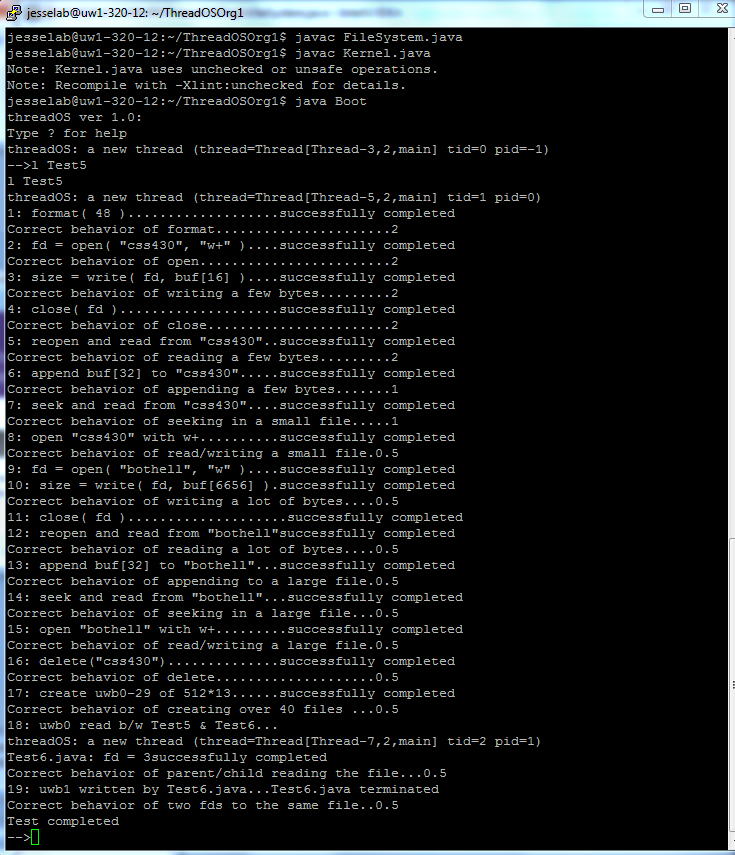 jesselab@uw1-320-12: ~/ThreadOSOrg1
jesselab@uw1-320-12:~/ThreadOSOrg1$ javac FileSystem.java
jesselab@uw1-320-12:~/ThreadOSOrg1$ javac Kernel.java
Note: Kernel.java uses unchecked or unsafe operations.
Note: Recompile with -Xlint:unchecked for details.
jesselab@uw1-320-12:~/ThreadOSOrg1$ java Boot
threadOS ver 1.0:
Type ? for help
threadOS: a new thread (thread=Thread[Thread-3,2,main] tid=0 pid=-1)
-->l Test5
l Test5
threadOS: a new thread (thread=Thread[Thread-5,2,main] tid=1 pid=0)
1: format( 48 )...................successfully completed
Correct behavior of format......................2
2: fd = open( "css430", "w+" )....successfully completed
Correct behavior of open........................2
3: size = write( fd, buf[16] )....successfully completed
Correct behavior of writing a few bytes.........2
4: close( fd )....................successfully completed
Correct behavior of close.......................2
5: reopen and read from "css430"..successfully completed
Correct behavior of reading a few bytes.........2
6: append buf[32] to "css430".....successfully completed
Correct behavior of appending a few bytes.......1
7: seek and read from "css430"....successfully completed
Correct behavior of seeking in a small file.....1
8: open "css430" with w+..........successfully completed
Correct behavior of read/writing a small file.0.5
9: fd = open( "bothell", "w" )....successfully completed
10: size = write( fd, buf[6656] ).successfully completed
Correct behavior of writing a lot of bytes....0.5
11: close( fd )....................successfully completed
12: reopen and read from "bothell"successfully completed
Correct behavior of reading a lot of bytes....0.5
13: append buf[32] to "bothell"...successfully completed
Correct behavior of appending to a large file.0.5
14: seek and read from "bothell"...successfully completed
Correct behavior of seeking in a large file...0.5
15: open "bothell" with w+.........successfully completed
Correct behavior of read/writing a large file.0.5
16: delete("css430")..............successfully completed
Correct behavior of delete....................0.5
17: create uwb0-29 of 512*13......successfully completed
Correct behavior of creating over 40 files ...0.5
18: uwb0 read b/w Test5 & Test6...
threadOS: a new thread (thread=Thread[Thread-7,2,main] tid=2 pid=1)
Test6.java: fd = 3successfully completed
Correct behavior of parent/child reading the file...0.5
19: uwb1 written by Test6.java...Test6.java terminated
Correct behavior of two fds to the same file..0.5
Test completed
-->